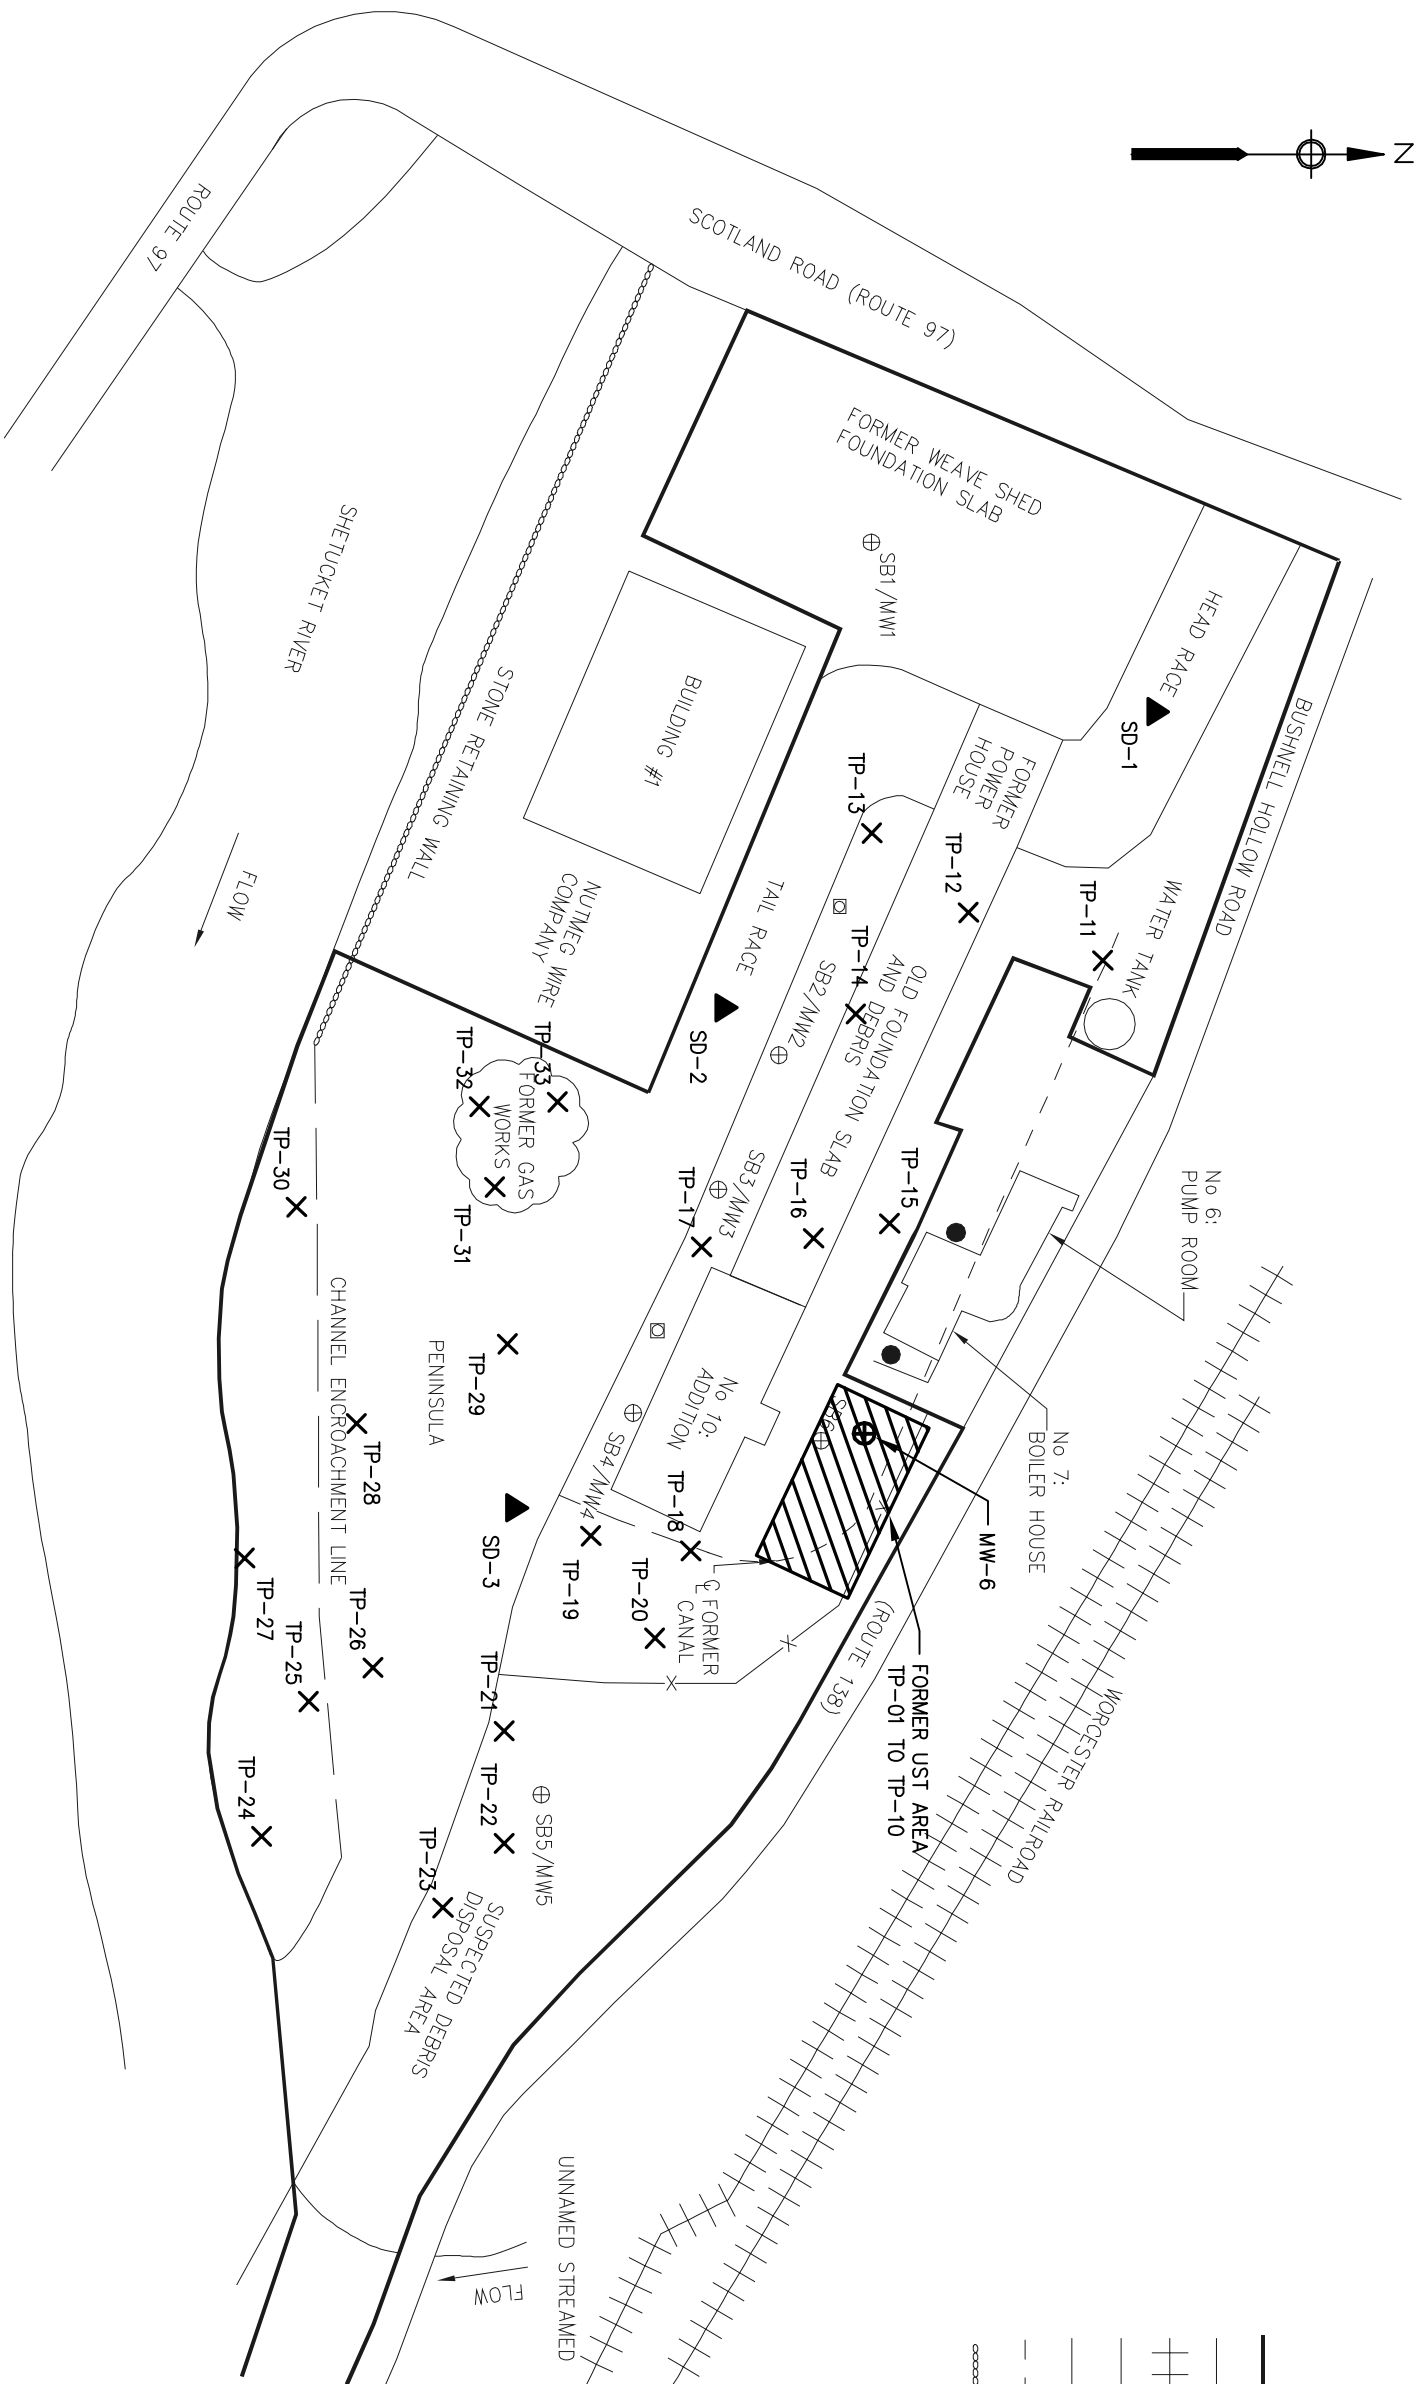 N
ROUTE 97
SCOTLAND ROAD (ROUTE 97)
FORMER WEAVE SHED
FOUNDATION SLAB
SB1/MW1
HEAD RACE
SD-1
BUSHNELL HOLLOW ROAD
SHETUCKET RIVER
STONE RETAINING WALL
BUILDING #1
FORMER
POWER
HOUSE
TP-13
TP-12
TP-11
WATER TANK
FLOW
NUTMEG WIRE
COMPANY
TAIL RACE
SD-2
SB2/MW2
TP-14
OLD FOUNDATION SLAB
AND DEBRIS
TP-33
TP-32
FORMER GAS
WORKS
TP-31
TP-30
SB3/MW3
TP-17
TP-16
TP-15
No 6:
PUMP ROOM
No 7:
BOILER HOUSE
CHANNEL ENCROACHMENT LINE
PENINSULA
TP-29
TP-28
No 10:
ADDITION
SB4/MW4
SB6
MW-6
TP-18
SD-3
TP-19
TP-20
℄ FORMER
CANAL
FORMER UST AREA
TP-01 TO TP-10
(ROUTE 138)
WORCESTER RAILROAD
TP-27
TP-26
TP-25
TP-24
TP-21
TP-22
TP-23
SB5/MW5
SUSPECTED DEBRIS
DISPOSAL AREA
UNNAMED STREAMED
FLOW